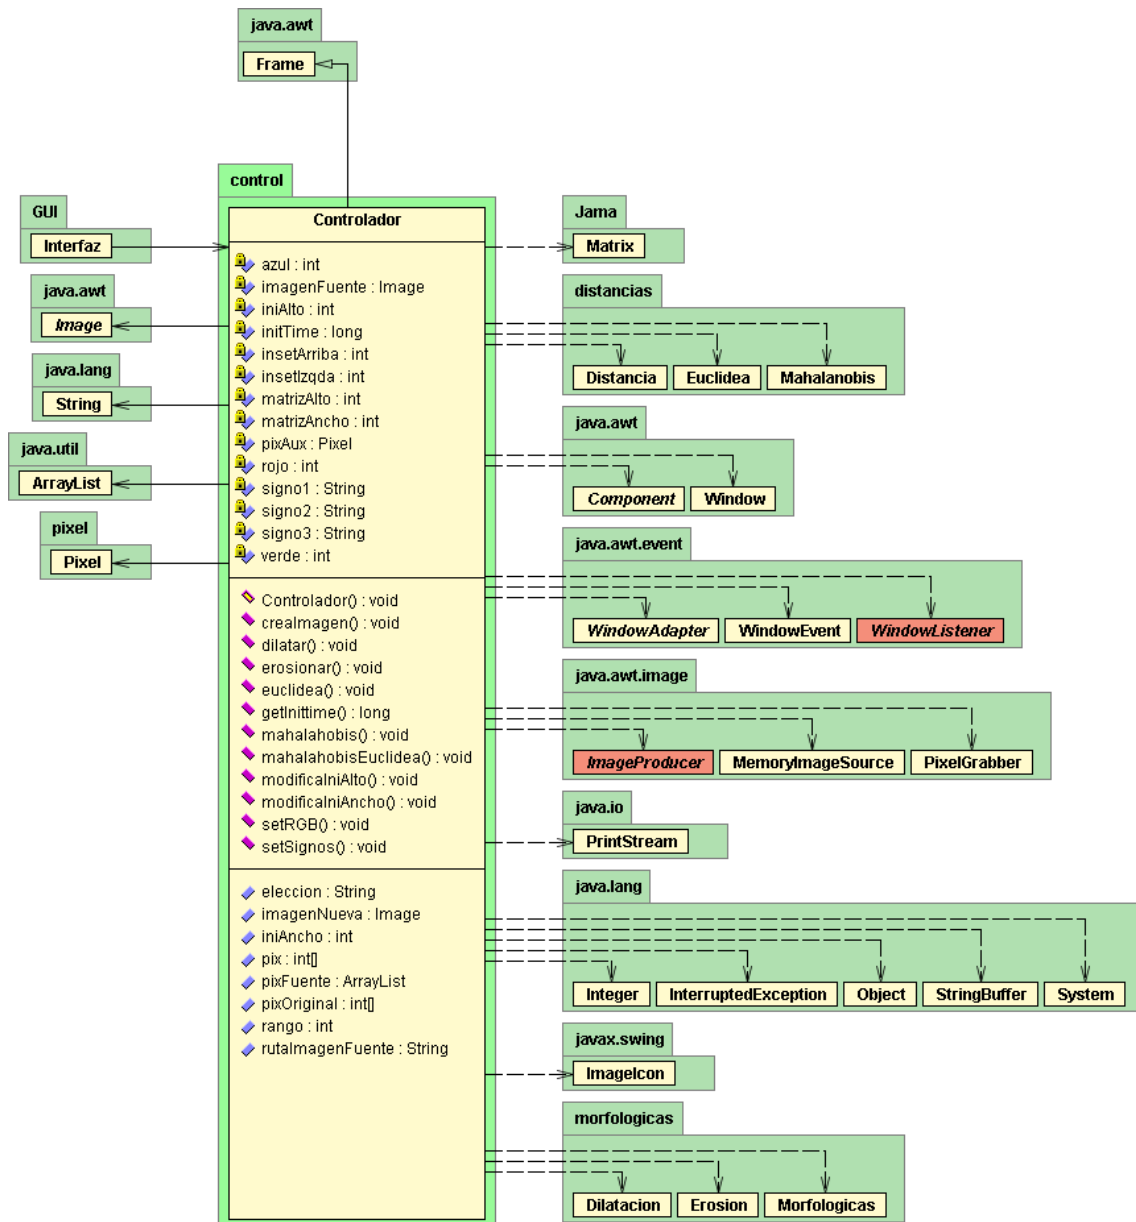 java.awt
Frame
control
Controlador
GUI
Interfaz
java.awt
Image
java.lang
String
java.util
ArrayList
pixel
Pixel
azul : int
imagenFuente : Image
iniAlto : int
initTime : long
insetArriba : int
insetIzqda : int
matrizAlto : int
matrizAncho : int
pixAux : Pixel
rojo : int
signo1 : String
signo2 : String
signo3 : String
verde : int
Controlador() : void
creaImagen() : void
dilatar() : void
erosionar() : void
euclidea() : void
getInittime() : long
mahalahobis() : void
mahalahobisEuclidea() : void
modificaIniAlto() : void
modificaIniAncho() : void
setRGB() : void
setSignos() : void
eleccion : String
imagenNueva : Image
iniAncho : int
pix : int[]
pixFuente : ArrayList
pixOriginal : int[]
rango : int
rutaImagenFuente : String
Jama
Matrix
distancias
Distancia Euclidea Mahalanobis
java.awt
Component Window
java.awt.event
WindowAdapter WindowEvent WindowListener
java.awt.image
ImageProducer MemoryImageSource PixelGrabber
java.io
PrintStream
java.lang
Integer InterruptedException Object StringBuffer System
javax.swing
ImageIcon
morfologicas
Dilatacion Erosion Morfologicas